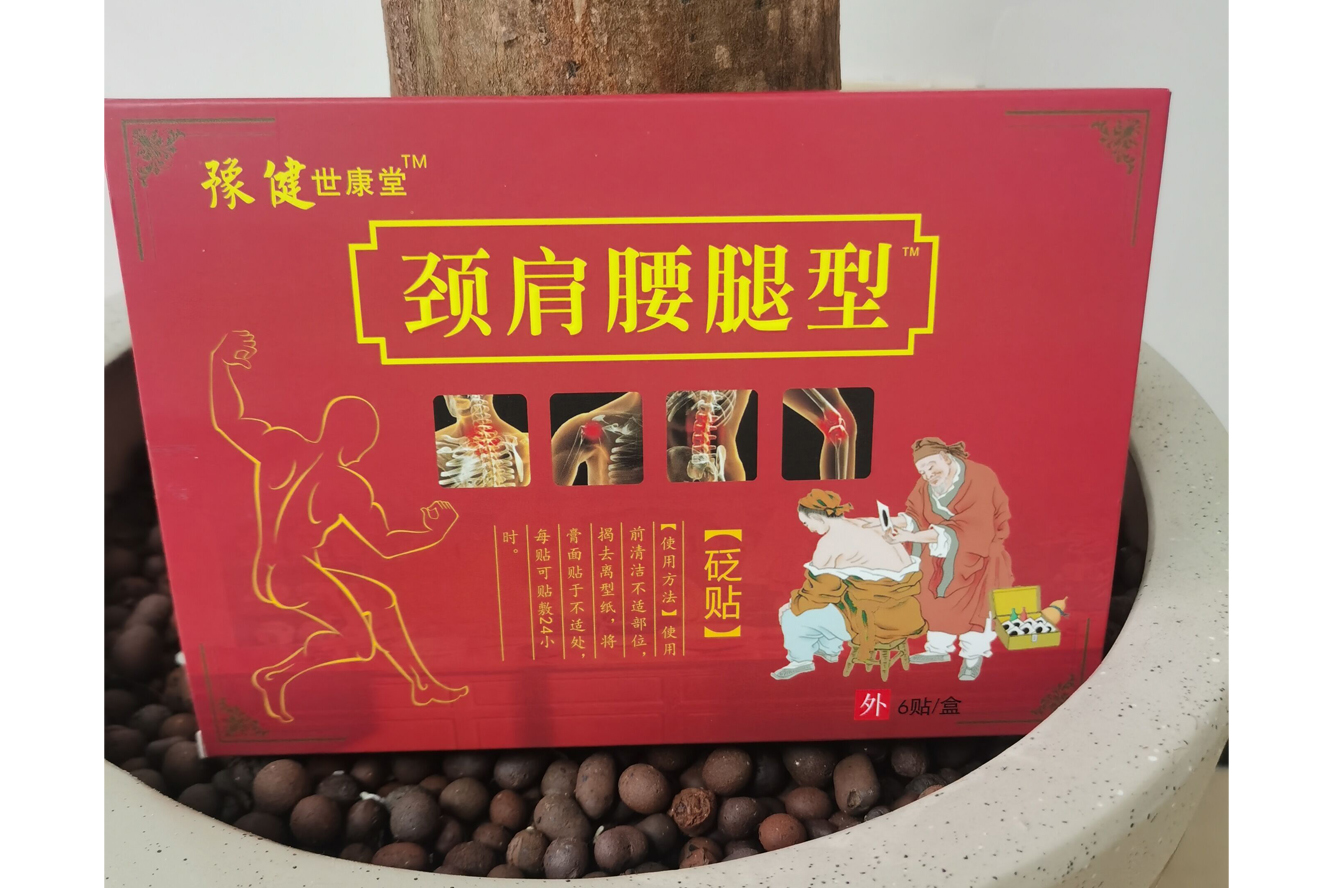 豫健世康堂TM
颈肩腰腿型TM
【砭贴】
【使用方法】使用
前清洁不适部位，
揭去离型纸，将
膏面贴于不适处，
每贴可贴敷24小
时。
外 6贴/盒